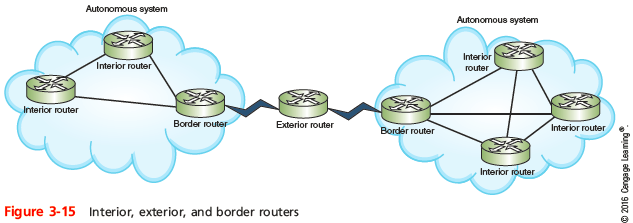 Autonomous system
Interior router
Interior router
Border router
Exterior router
Autonomous system
Interior
router
Border router
Interior router
Interior router
Figure 3-15 Interior, exterior, and border routers
© 2016 Cengage Learning®.